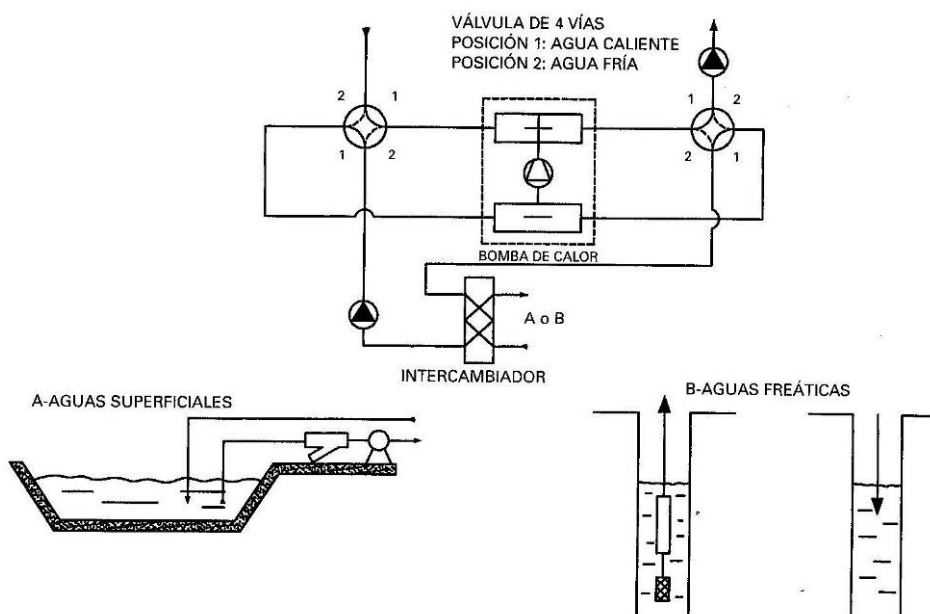 VÁLVULA DE 4 VÍAS
POSICIÓN 1: AGUA CALIENTE
POSICIÓN 2: AGUA FRÍA
2 1
1 2
1 2
2 1
BOMBA DE CALOR
A o B
INTERCAMBIADOR
A-AGUAS SUPERFICIALES
B-AGUAS FREÁTICAS